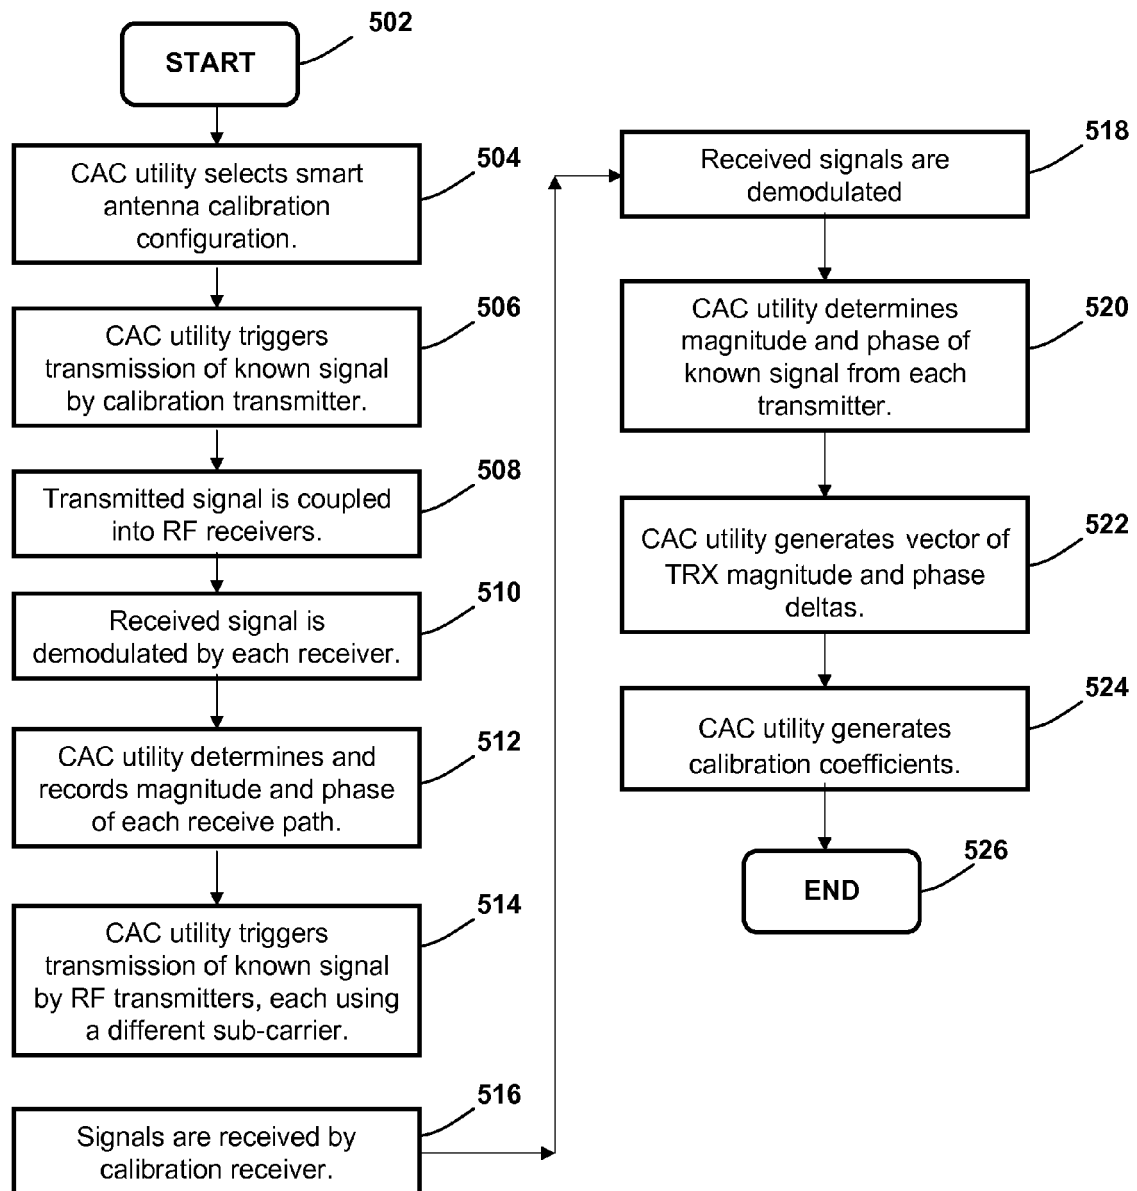 502
START
504
CAC utility selects smart
antenna calibration
configuration.
506
CAC utility triggers
transmission of known signal
by calibration transmitter.
508
Transmitted signal is coupled
into RF receivers.
510
Received signal is
demodulated by each receiver.
512
CAC utility determines and
records magnitude and phase
of each receive path.
514
CAC utility triggers
transmission of known signal
by RF transmitters, each using
a different sub-carrier.
516
Signals are received by
calibration receiver.
518
Received signals are
demodulated
520
CAC utility determines
magnitude and phase of
known signal from each
transmitter.
522
CAC utility generates vector of
TRX magnitude and phase
deltas.
524
CAC utility generates
calibration coefficients.
526
END